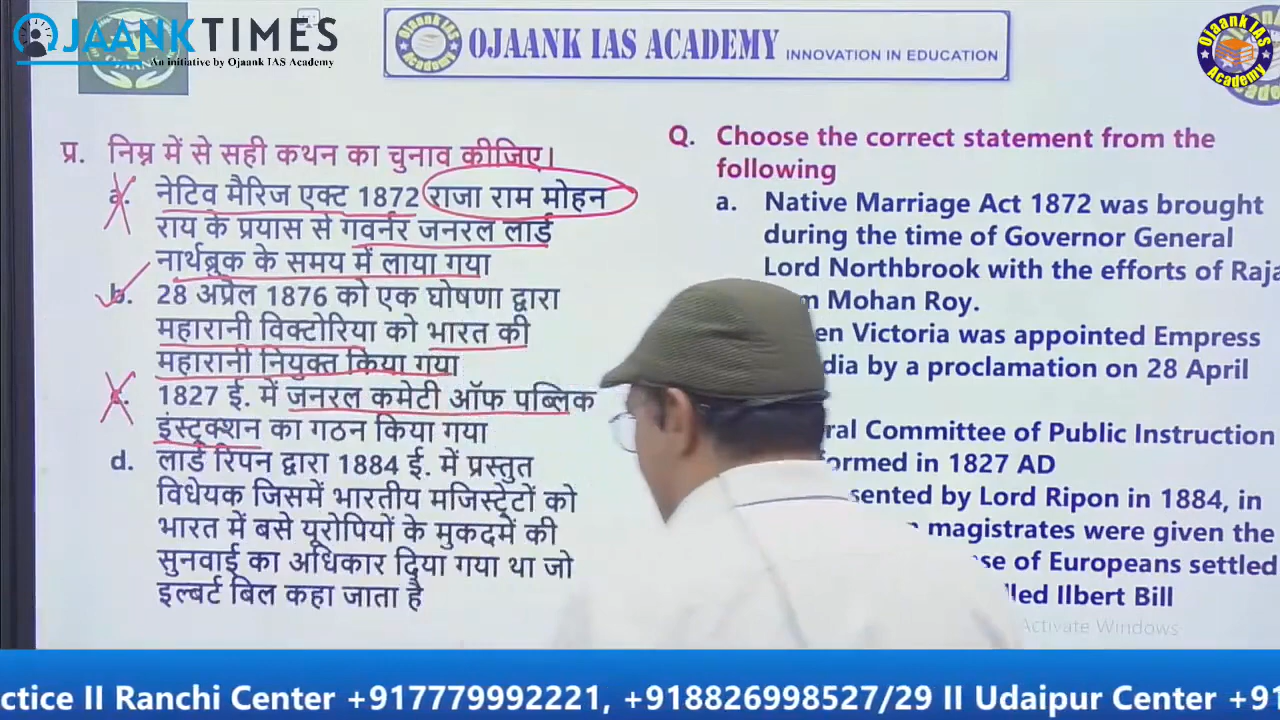 OJAANKTIMES
An initiative by Ojaank IAS Academy
OJAANK
OJAANK IAS ACADEMY INNOVATION IN EDUCATION
Ojaank IAS
Academy
प्र. निम्न में से सही कथन का चुनाव कीजिए।
a. नेटिव मैरिज एक्ट 1872 राजा राम मोहन
राय के प्रयास से गवर्नर जनरल लार्ड
नार्थब्रुक के समय में लाया गया
b. 28 अप्रैल 1876 को एक घोषणा द्वारा
महारानी विक्टोरिया को भारत की
महारानी नियुक्त किया गया
1827 ई. में जनरल कमेटी ऑफ पब्लिक
इंस्ट्रक्शन का गठन किया गया
d. लार्ड रिपन द्वारा 1884 ई. में प्रस्तुत
विधेयक जिसमें भारतीय मजिस्ट्रेटों को
भारत में बसे यूरोपियों के मुकदमें की
सुनवाई का अधिकार दिया गया था जो
इल्बर्ट बिल कहा जाता है
Q. Choose the correct statement from the
following
a. Native Marriage Act 1872 was brought
during the time of Governor General
Lord Northbrook with the efforts of Raja
Mohan Roy.
Victoria was appointed Empress
by a proclamation on 28 April
Committee of Public Instruction
in 1827 AD
by Lord Ripon in 1884, in
magistrates were given the
of Europeans settled
Ilbert Bill
Activate Windows
ctice II Ranchi Center +917779992221, +918826998527/29 II Udaipur Center +91